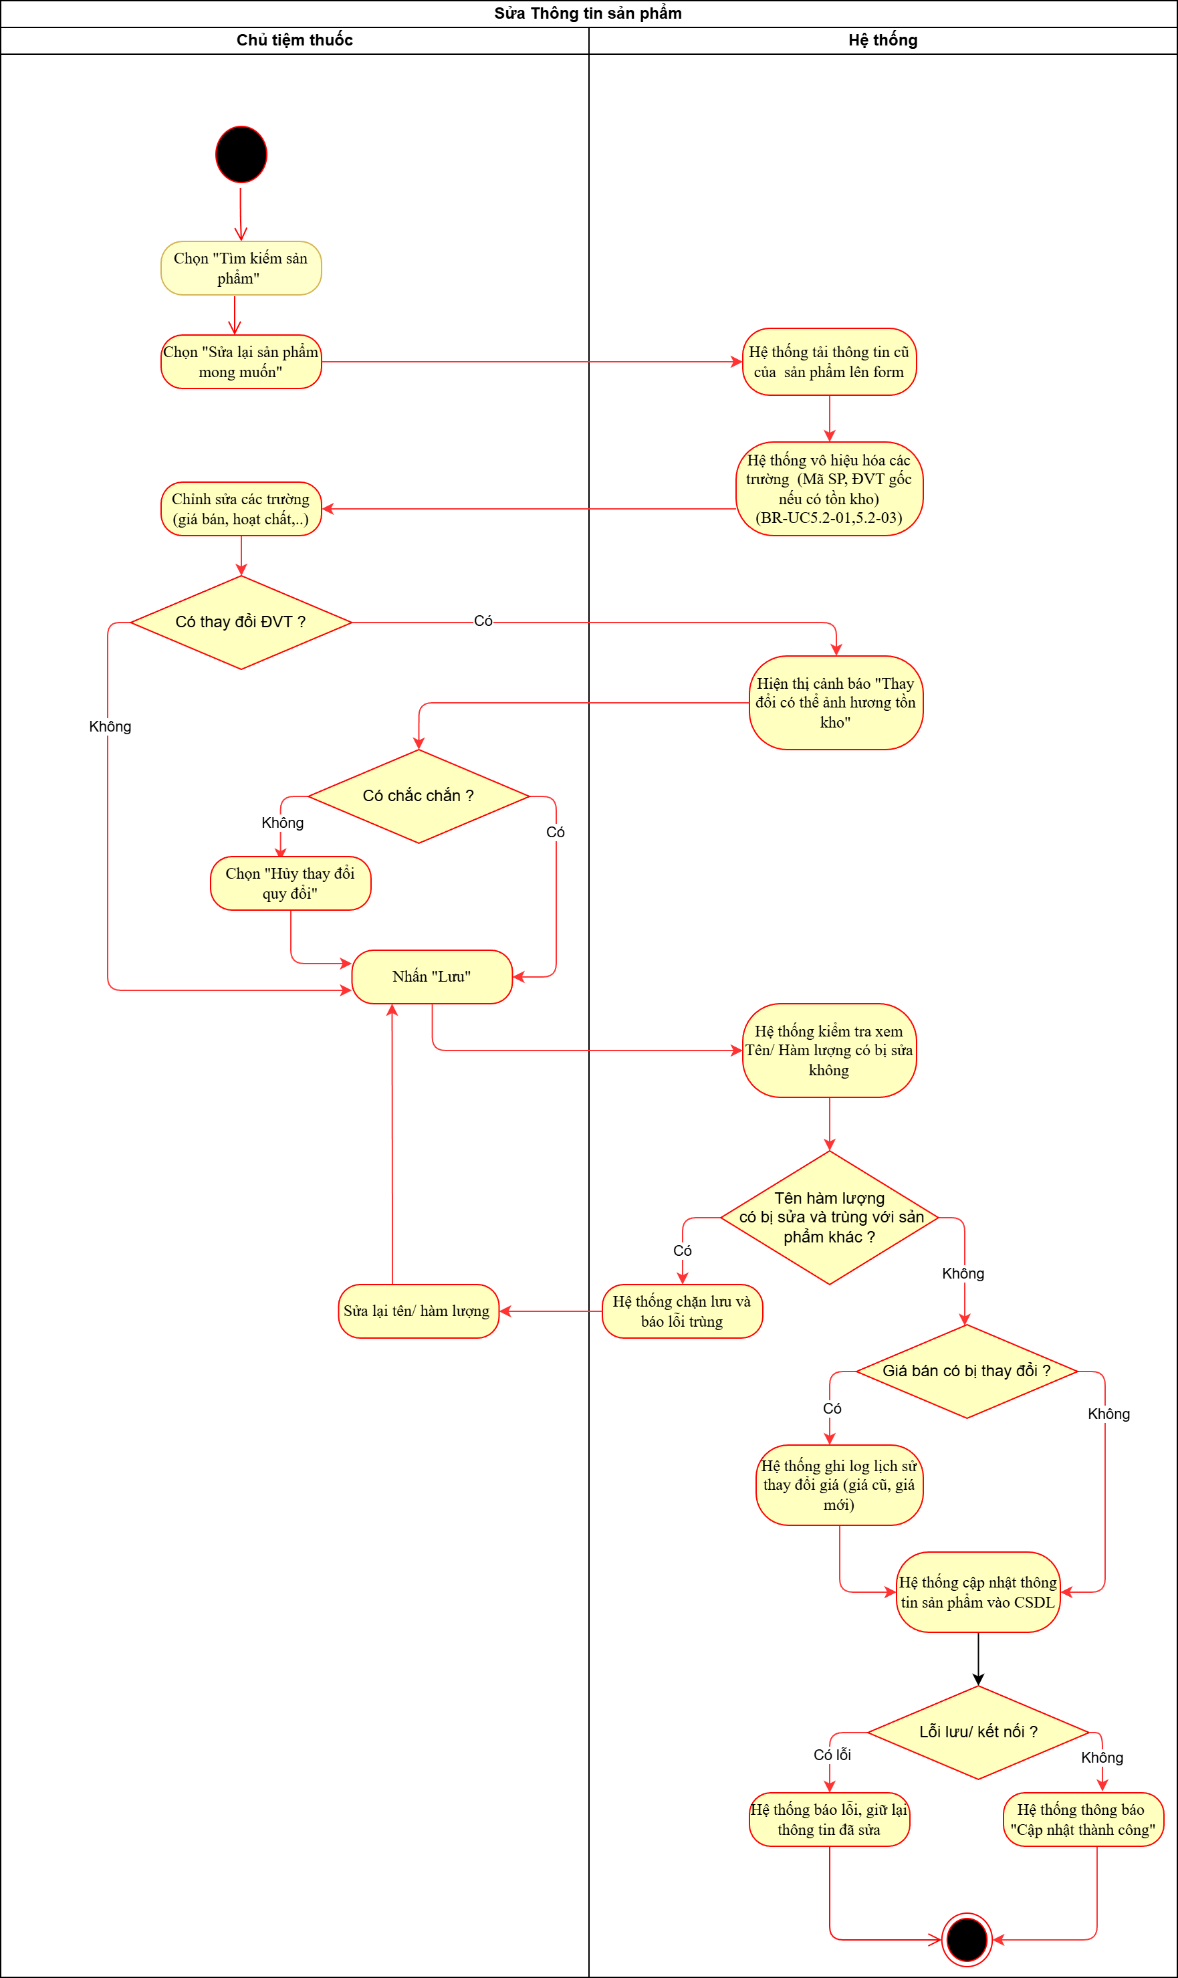 Sửa Thông tin sản phẩm
Chủ tiệm thuốc
Hệ thống
Chọn "Tìm kiếm sản
phẩm"
Chọn "Sửa lại sản phẩm
mong muốn"
Hệ thống tải thông tin cũ
của  sản phẩm lên form
Hệ thống vô hiệu hóa các
trường  (Mã SP, ĐVT gốc
nếu có tồn kho)
(BR-UC5.2-01,5.2-03)
Chỉnh sửa các trường
(giá bán, hoạt chất,..)
Có thay đổi ĐVT ?
Có
Không
Hiện thị cảnh báo "Thay
đổi có thể ảnh hương tồn
kho"
Có chắc chắn ?
Không
Có
Chọn "Hủy thay đổi
quy đổi"
Nhấn "Lưu"
Hệ thống kiểm tra xem
Tên/ Hàm lượng có bị sửa
không
Tên hàm lượng
có bị sửa và trùng với sản
phẩm khác ?
Có
Không
Hệ thống chặn lưu và
báo lỗi trùng
Sửa lại tên/ hàm lượng
Giá bán có bị thay đổi ?
Có
Không
Hệ thống ghi log lịch sử
thay đổi giá (giá cũ, giá
mới)
Hệ thống cập nhật thông
tin sản phẩm vào CSDL
Lỗi lưu/ kết nối ?
Có lỗi
Không
Hệ thống báo lỗi, giữ lại
thông tin đã sửa
Hệ thống thông báo
"Cập nhật thành công"